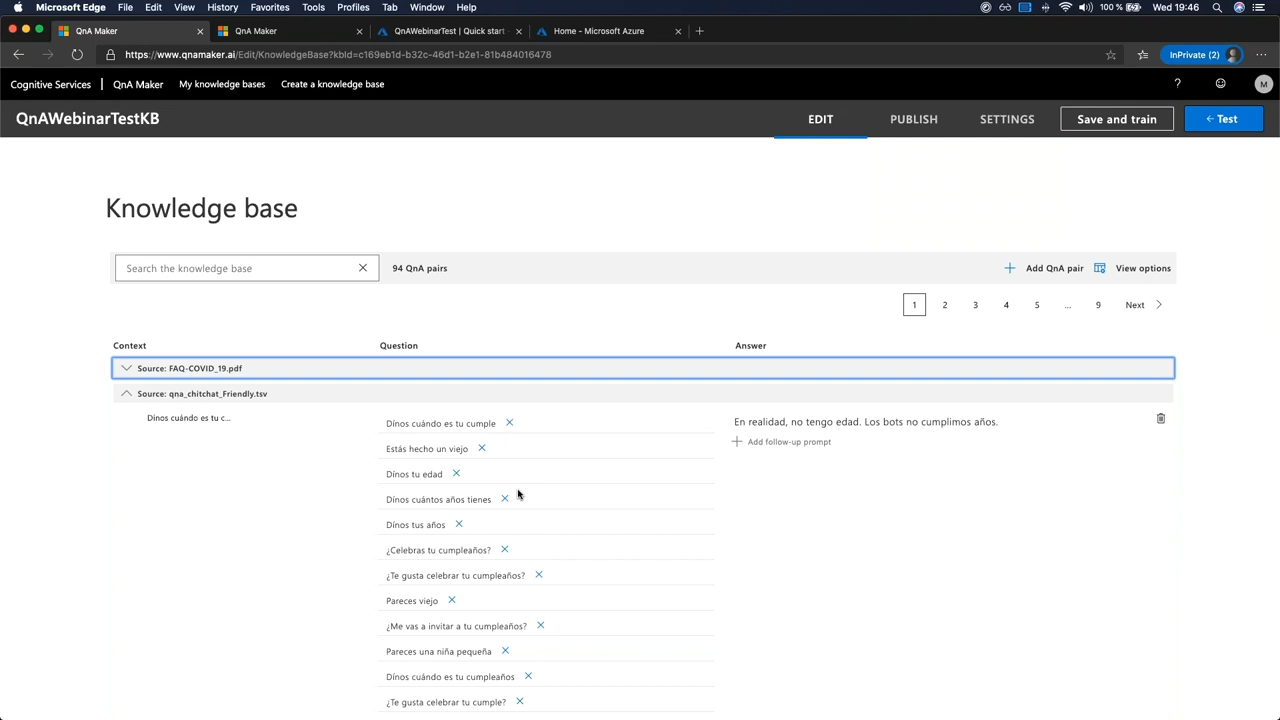 Microsoft Edge File Edit View History Favorites Tools Profiles Tab Window Help 100 % Wed 19:46
QnA Maker QnA Maker QnAWebinarTest | Quick start Home - Microsoft Azure
https://www.qnamaker.ai/Edit/KnowledgeBase?kbId=c169eb1d-b32c-46d1-b2e1-81b484016478 InPrivate (2)
Cognitive Services | QnA Maker My knowledge bases Create a knowledge base ? M
QnAWebinarTestKB EDIT PUBLISH SETTINGS Save and train Test
Knowledge base
Search the knowledge base 94 QnA pairs Add QnA pair View options
1 2 3 4 5 ... 9 Next
Context Question Answer
Source: FAQ-COVID_19.pdf
Source: qna_chitchat_Friendly.tsv
Dinos cuándo es tu c... Dinos cuándo es tu cumple En realidad, no tengo edad. Los bots no cumplimos años.
Add follow-up prompt
Estás hecho un viejo
Dínos tu edad
Dínos cuántos años tienes
Dínos tus años
¿Celebras tu cumpleaños?
¿Te gusta celebrar tu cumpleaños?
Pareces viejo
¿Me vas a invitar a tu cumpleaños?
Pareces una niña pequeña
Dínos cuándo es tu cumpleaños
¿Te gusta celebrar tu cumple?